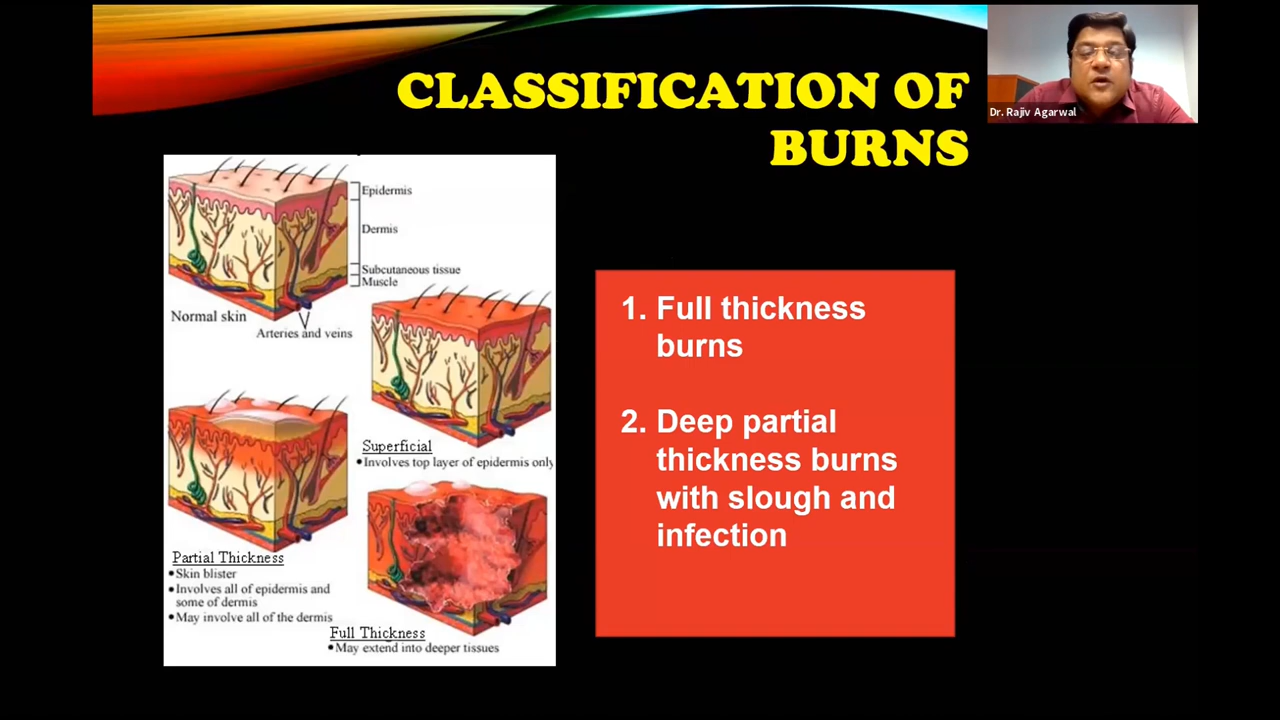 CLASSIFICATION OF
BURNS
Dr. Rajiv Agarwal
Epidermis
Dermis
Subcutaneous tissue
Muscle
Normal skin
Arteries and veins
Superficial
•Involves top layer of epidermis only
Partial Thickness
•Skin blister
•Involves all of epidermis and
some of dermis
•May involve all of the dermis
Full Thickness
•May extend into deeper tissues
1. Full thickness
burns
2. Deep partial
thickness burns
with slough and
infection